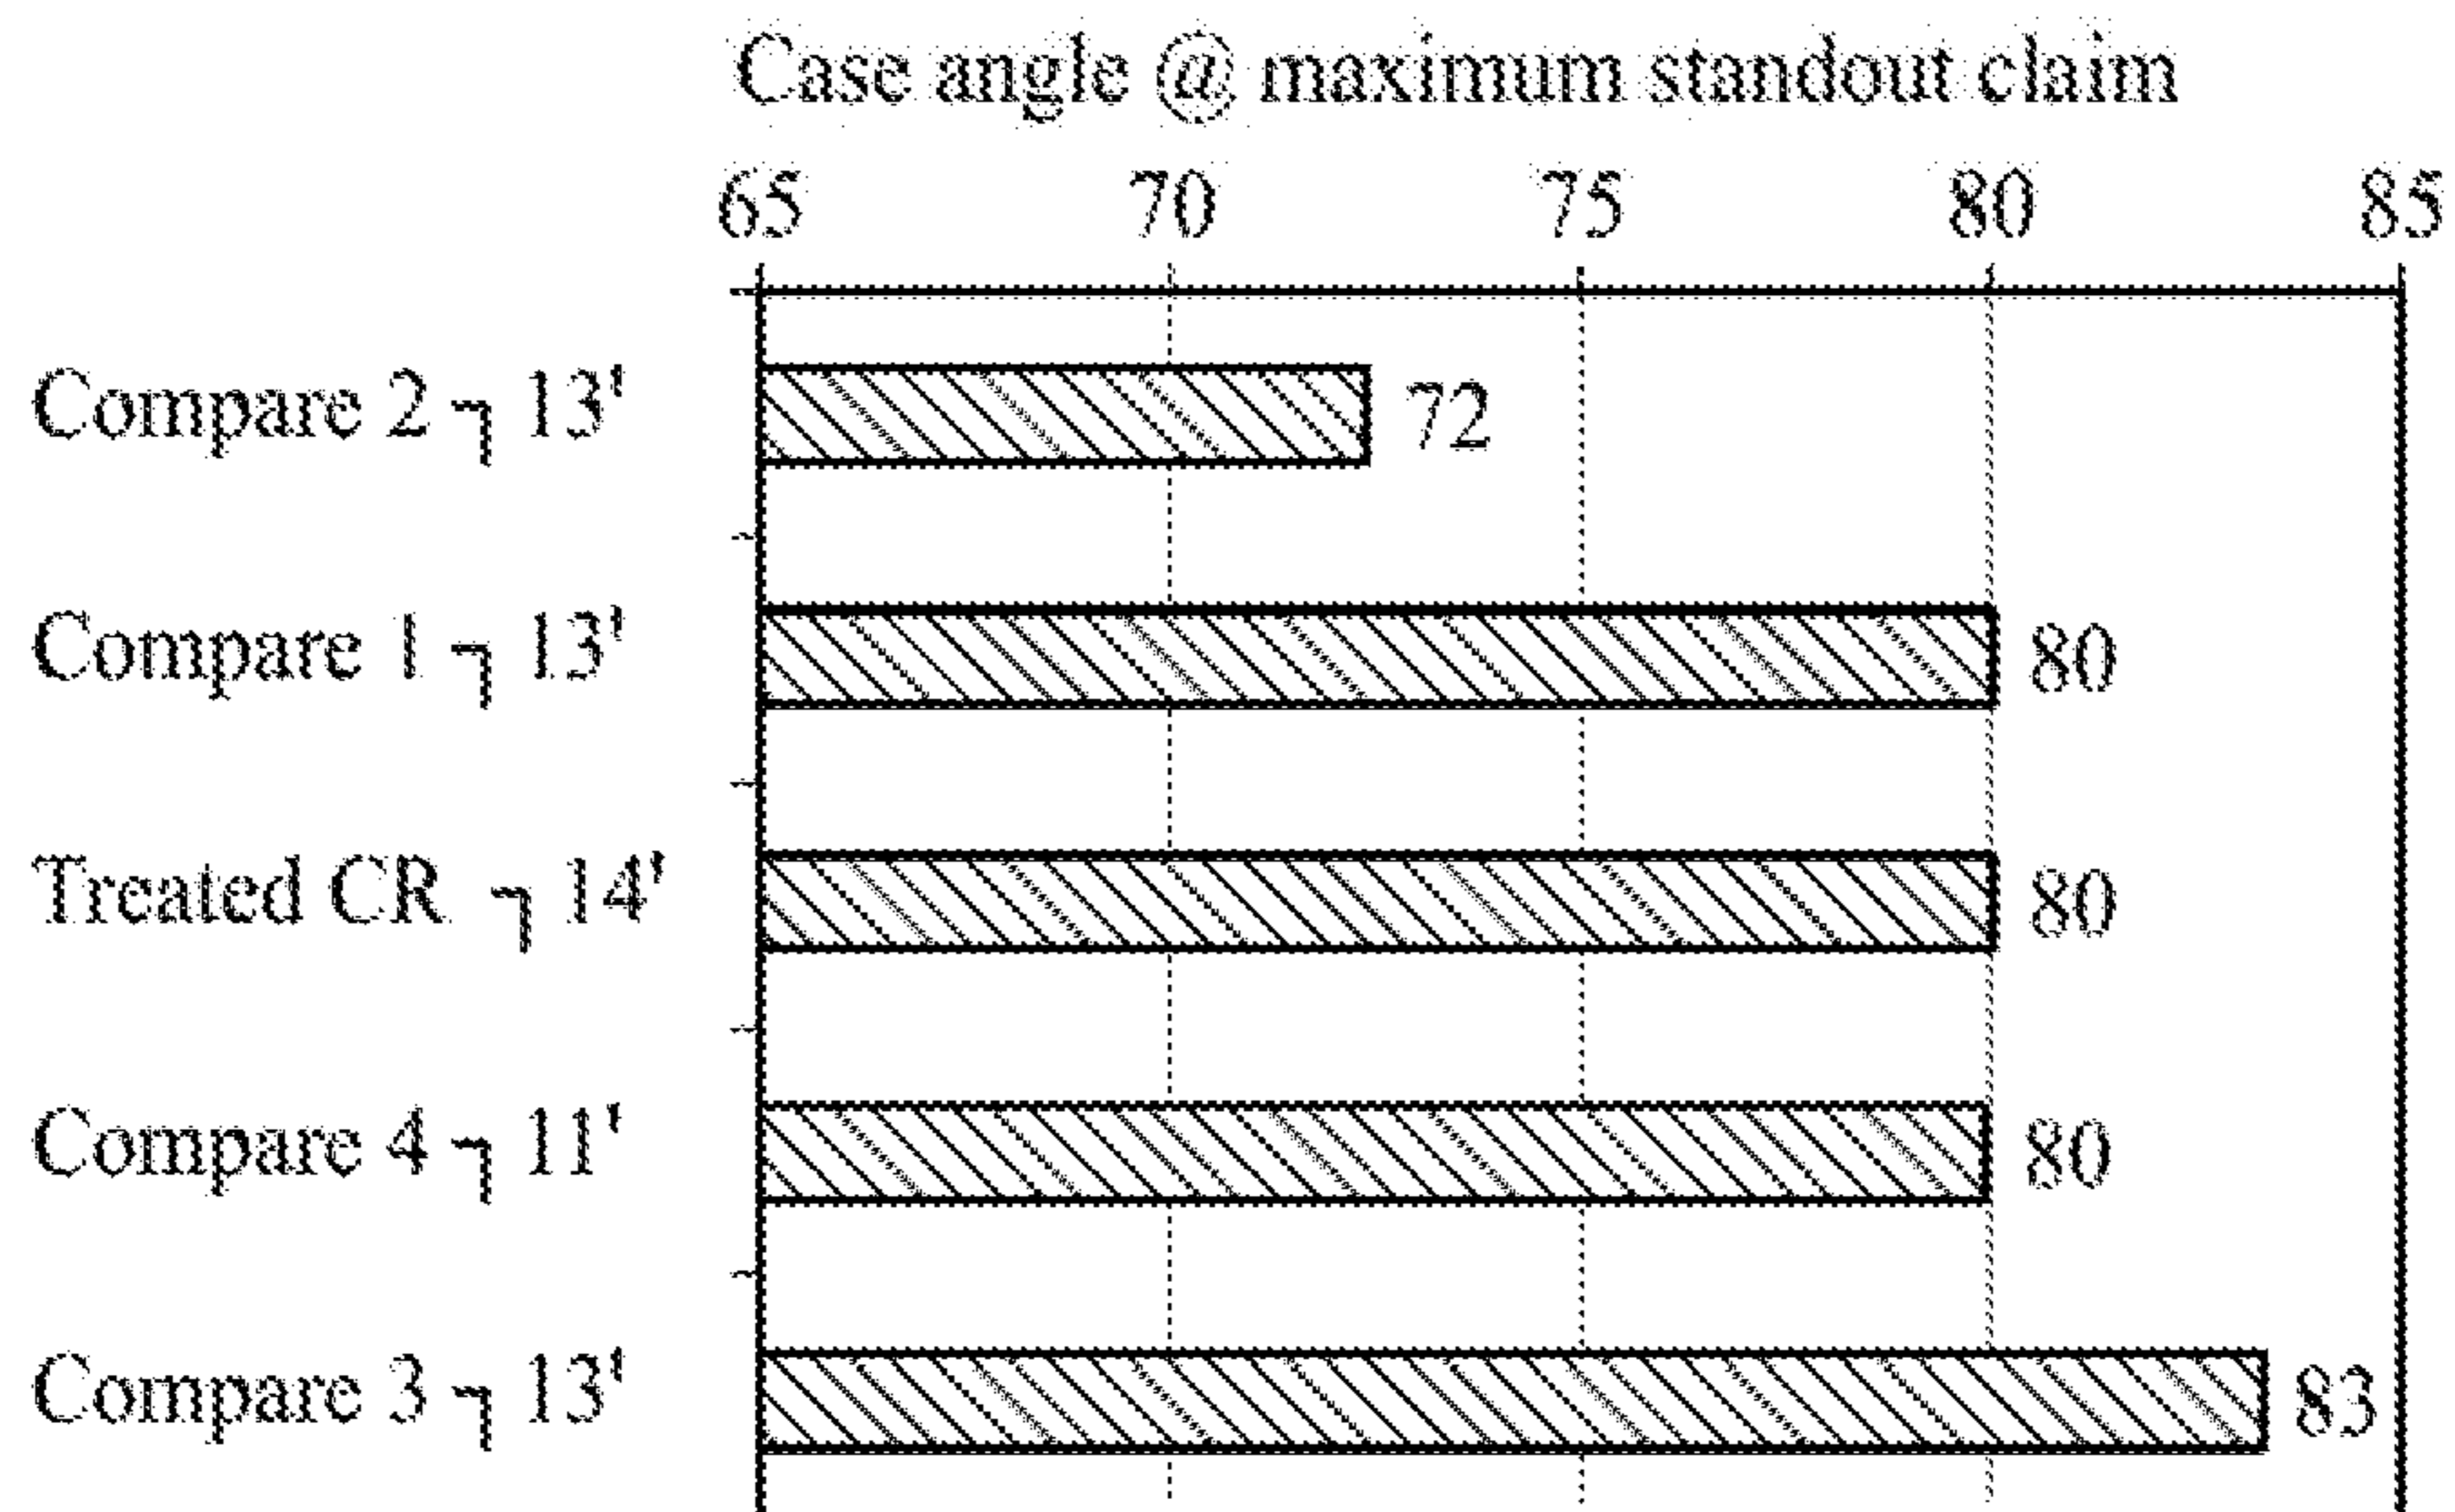 Case angle @ maximum standout claim
65 70 75 80 85
Compare 2 ┐ 13' 72
Compare 1 ┐ 13' 80
Treated CR ┐ 14' 80
Compare 4 ┐ 11' 80
Compare 3 ┐ 13' 83